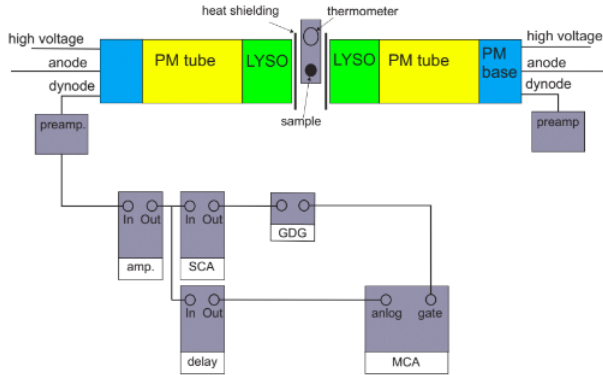 heat shielding
thermometer
high voltage
high voltage
anode
PM tube
LYSO
LYSO
PM tube
PM
base
anode
dynode
dynode
sample
preamp.
preamp
In Out
In Out
GDG
amp.
SCA
In Out
anlog gate
delay
MCA